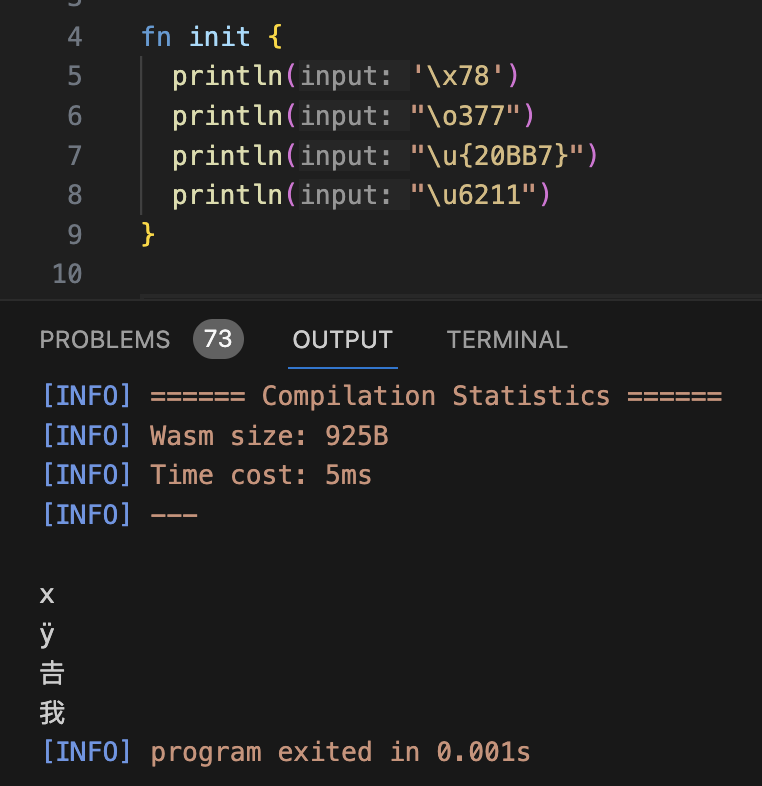 4 fn init {
5 println(input: '\x78')
6 println(input: "\o377")
7 println(input: "\u{20BB7}")
8 println(input: "\u6211")
9 }
10
PROBLEMS 73 OUTPUT TERMINAL
[INFO] ====== Compilation Statistics ======
[INFO] Wasm size: 925B
[INFO] Time cost: 5ms
[INFO] ---
x
ÿ
𠮷
我
[INFO] program exited in 0.001s